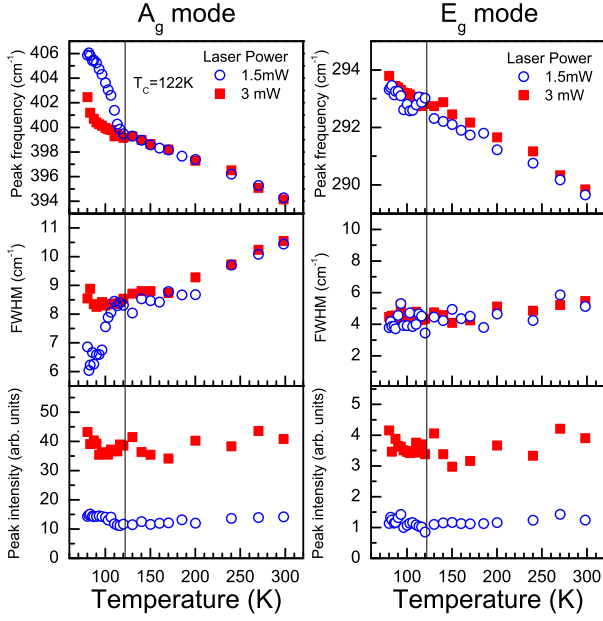 A_g mode
E_g mode
Peak frequency (cm⁻¹)
406
404
402
400
398
396
394
Laser Power
1.5mW
3 mW
T_C=122K
Peak frequency (cm⁻¹)
294
292
290
Laser Power
1.5mW
3 mW
FWHM (cm⁻¹)
11
10
9
8
7
6
FWHM (cm⁻¹)
10
8
6
4
2
Peak intensity (arb. units)
50
40
30
20
10
0
Peak intensity (arb. units)
5
4
3
2
1
0
100 150 200 250 300
100 150 200 250 300
Temperature (K)
Temperature (K)